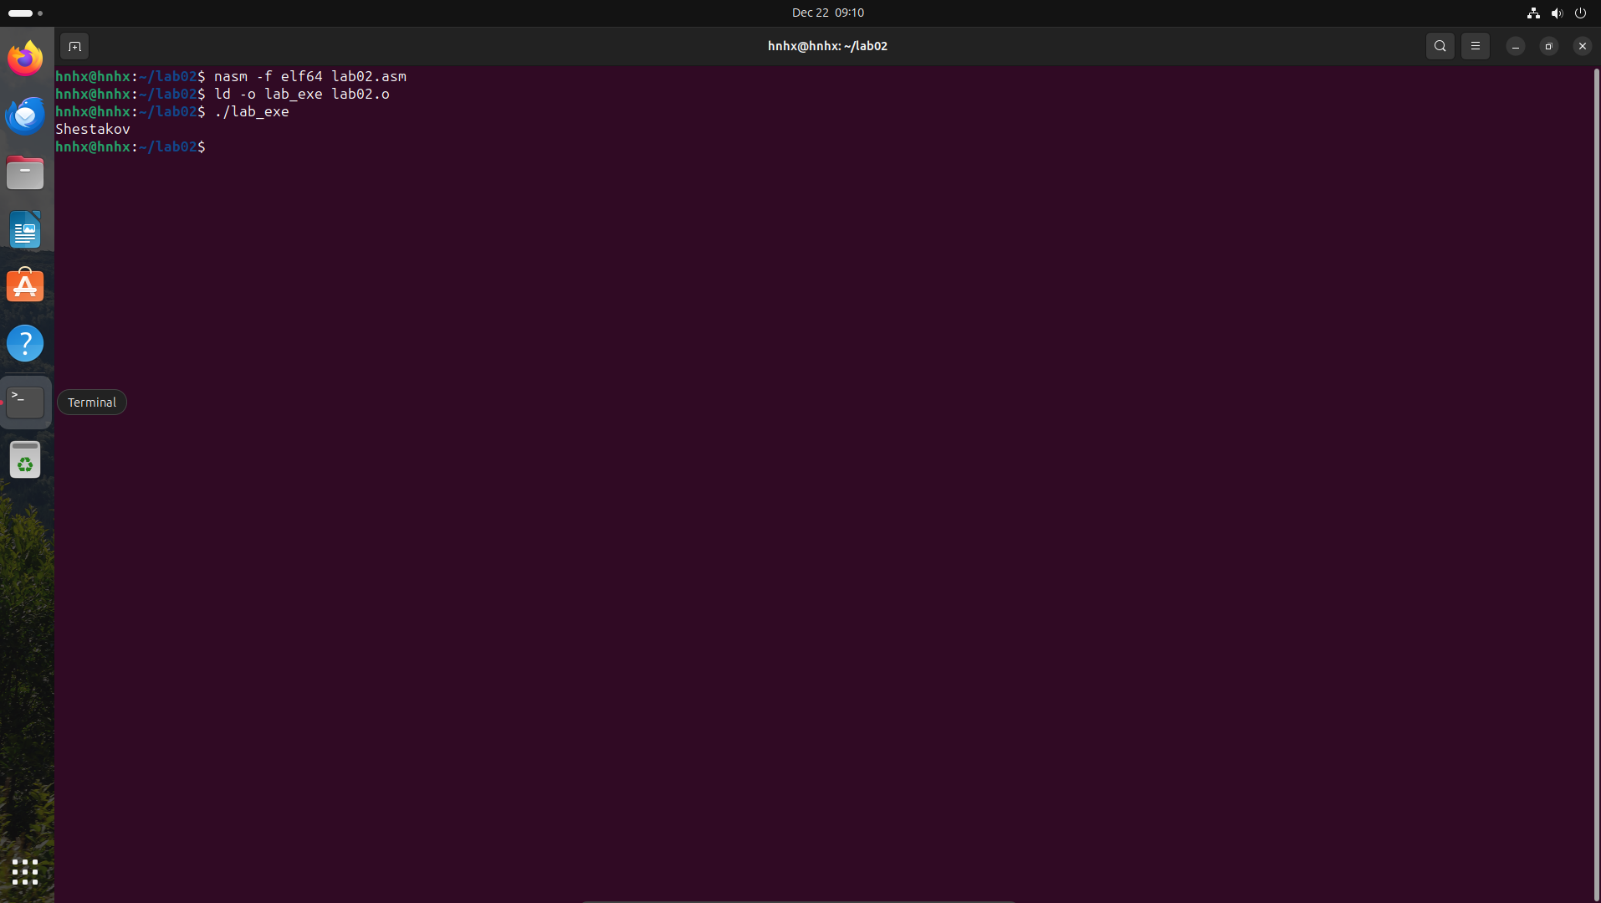 Dec 22 09:10
hnhx@hnhx: ~/lab02
hnhx@hnhx:~/lab02$ nasm -f elf64 lab02.asm
hnhx@hnhx:~/lab02$ ld -o lab_exe lab02.o
hnhx@hnhx:~/lab02$ ./lab_exe
Shestakov
hnhx@hnhx:~/lab02$
Terminal